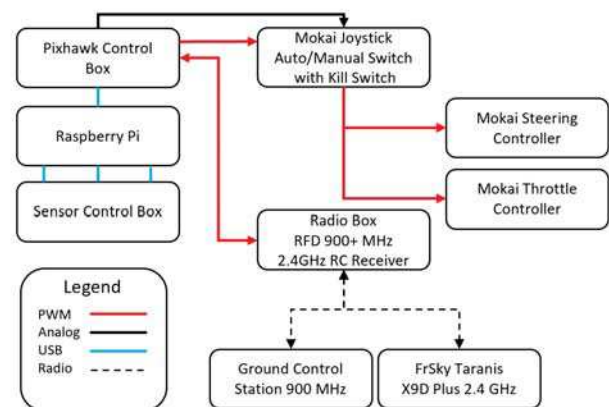 Pixhawk Control
Box
Mokai Joystick
Auto/Manual Switch
with Kill Switch
Raspberry Pi
Mokai Steering
Controller
Sensor Control Box
Mokai Throttle
Controller
Radio Box
RFD 900+ MHz
2.4GHz RC Receiver
Legend
PWM
Analog
USB
Radio
Ground Control
Station 900 MHz
FrSky Taranis
X9D Plus 2.4 GHz